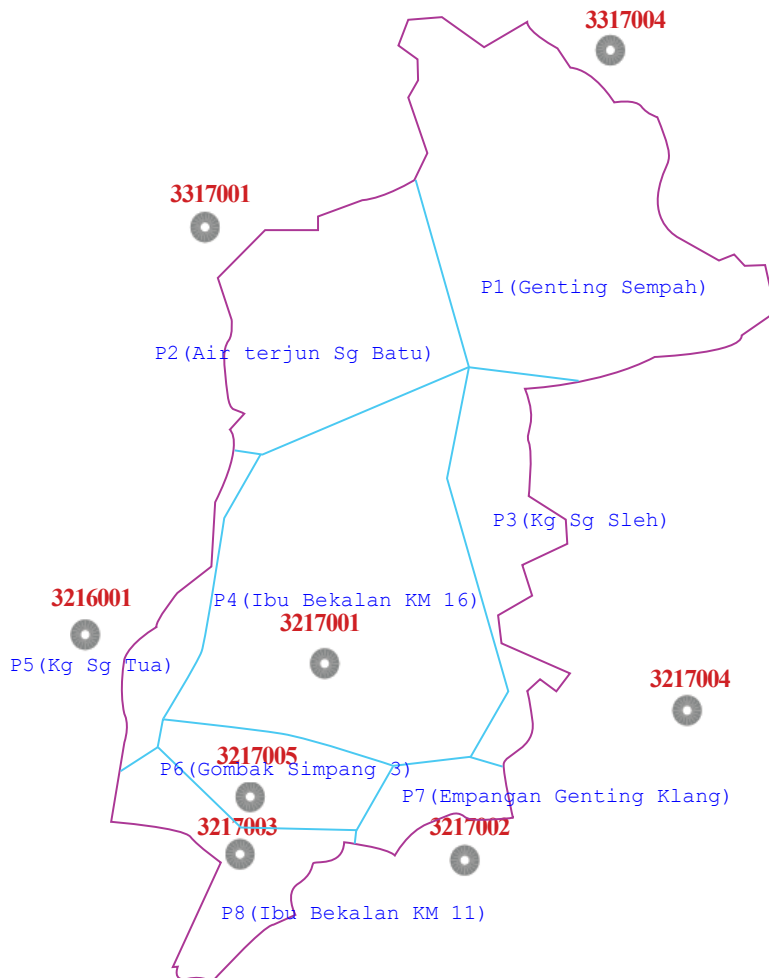 3317004
3317001
P1(Genting Sempah)
P2(Air terjun Sg Batu)
P3(Kg Sg Sleh)
P4(Ibu Bekalan KM 16)
3216001
3217001
P5(Kg Sg Tua)
3217004
3217005
P6(Gombak Simpang 3)
P7(Empangan Genting Klang)
3217003
3217002
P8(Ibu Bekalan KM 11)